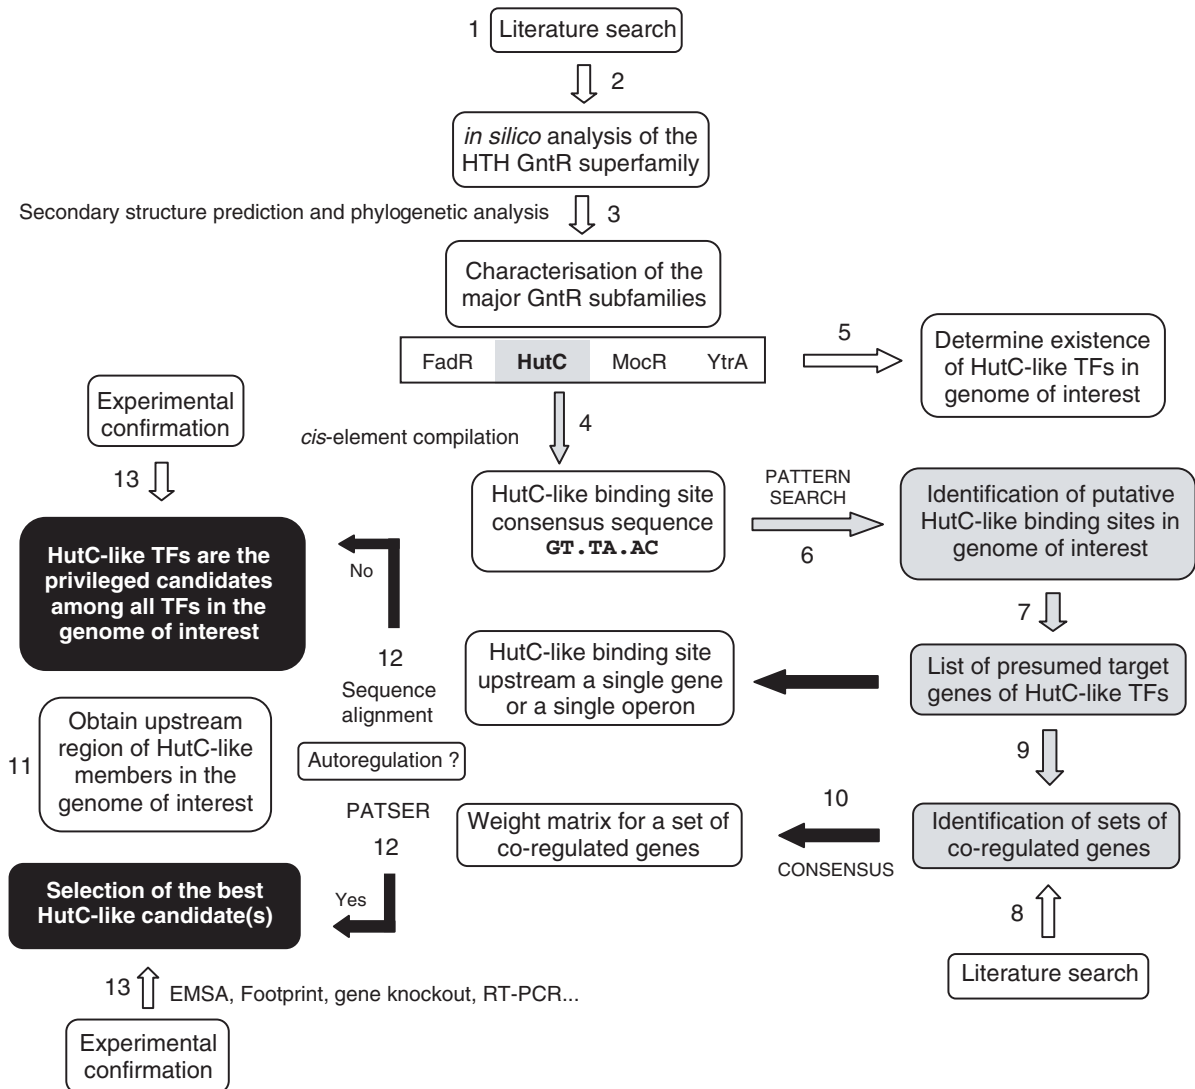 1
Literature search
2
in silico analysis of the
HTH GntR superfamily
Secondary structure prediction and phylogenetic analysis
3
Characterisation of the
major GntR subfamilies
FadR HutC MocR YtrA
5
Determine existence
of HutC-like TFs in
genome of interest
4
cis-element compilation
HutC-like binding site
consensus sequence
GT.TA.AC
PATTERN
SEARCH
6
Identification of putative
HutC-like binding sites in
genome of interest
7
List of presumed target
genes of HutC-like TFs
HutC-like binding site
upstream a single gene
or a single operon
9
Identification of sets of
co-regulated genes
8
Literature search
10
CONSENSUS
Weight matrix for a set of
co-regulated genes
Experimental
confirmation
13
HutC-like TFs are the
privileged candidates
among all TFs in the
genome of interest
No
12
Sequence
alignment
Autoregulation ?
PATSER
12
Yes
11
Obtain upstream
region of HutC-like
members in the
genome of interest
Selection of the best
HutC-like candidate(s)
13
EMSA, Footprint, gene knockout, RT-PCR...
Experimental
confirmation